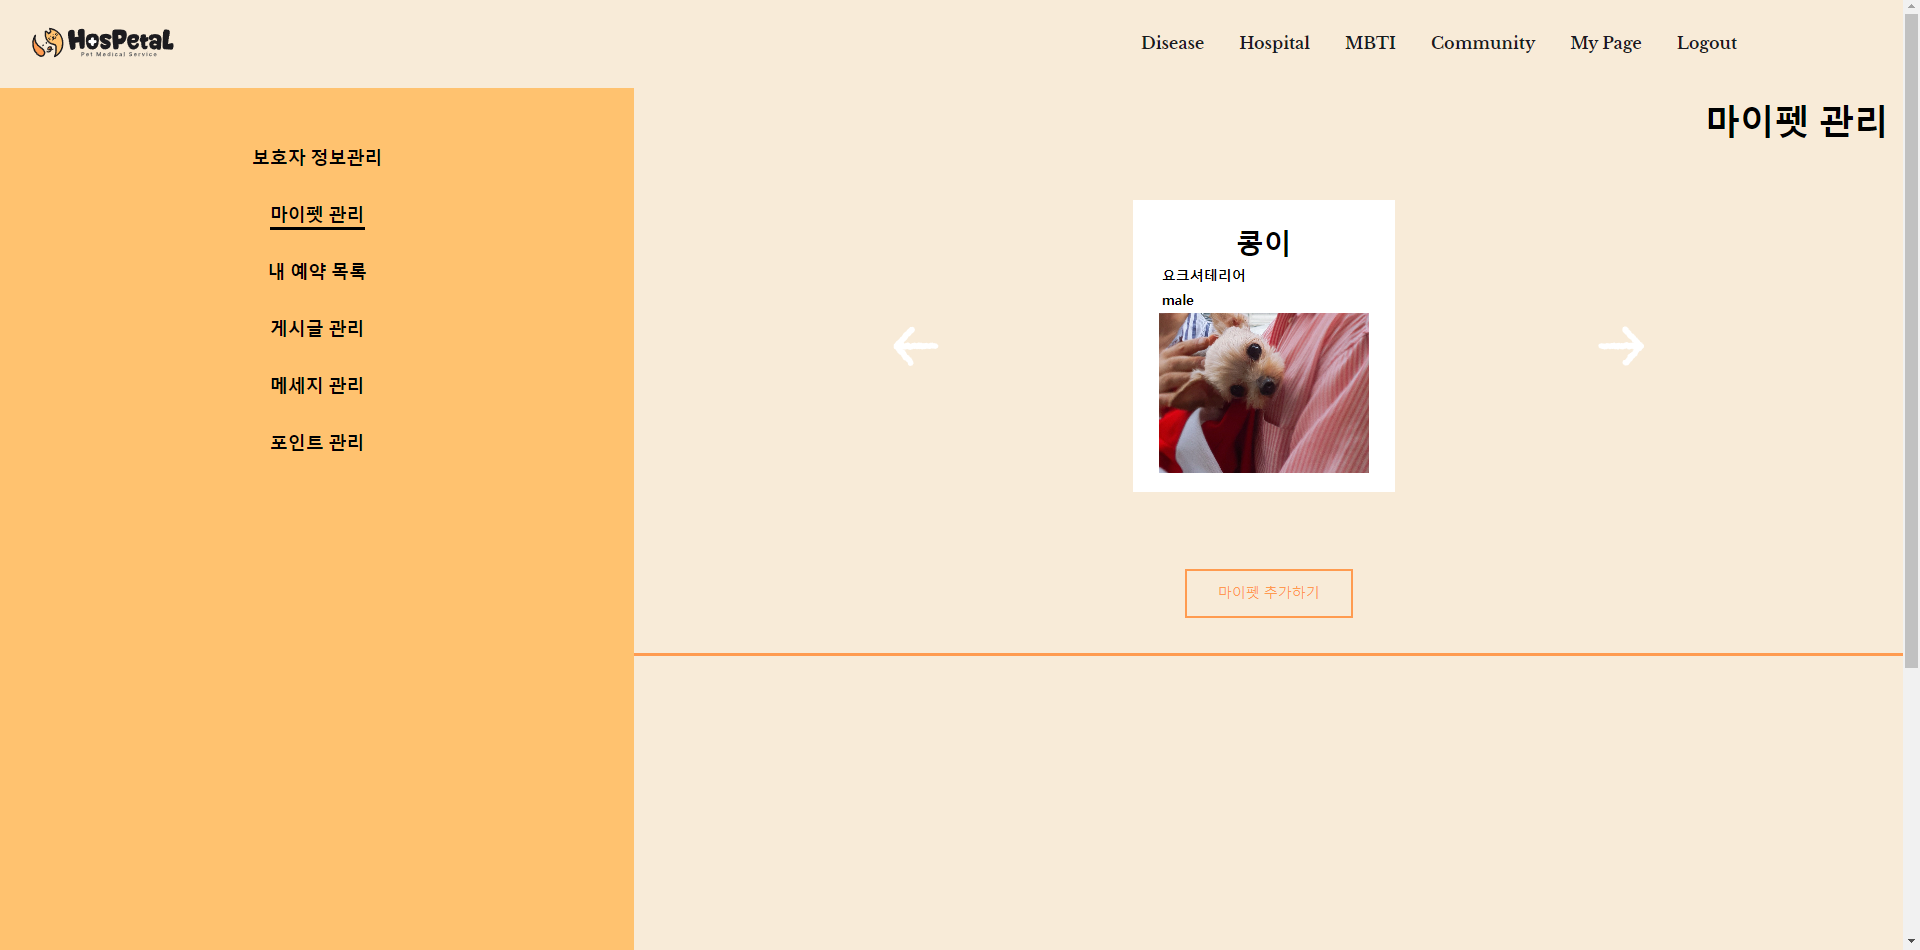 HosPetaL
Pet Medical Service
Disease Hospital MBTI Community My Page Logout
마이펫 관리
보호자 정보관리
마이펫 관리
내 예약 목록
게시글 관리
메세지 관리
포인트 관리
콩이
요크셔테리어
male
마이펫 추가하기